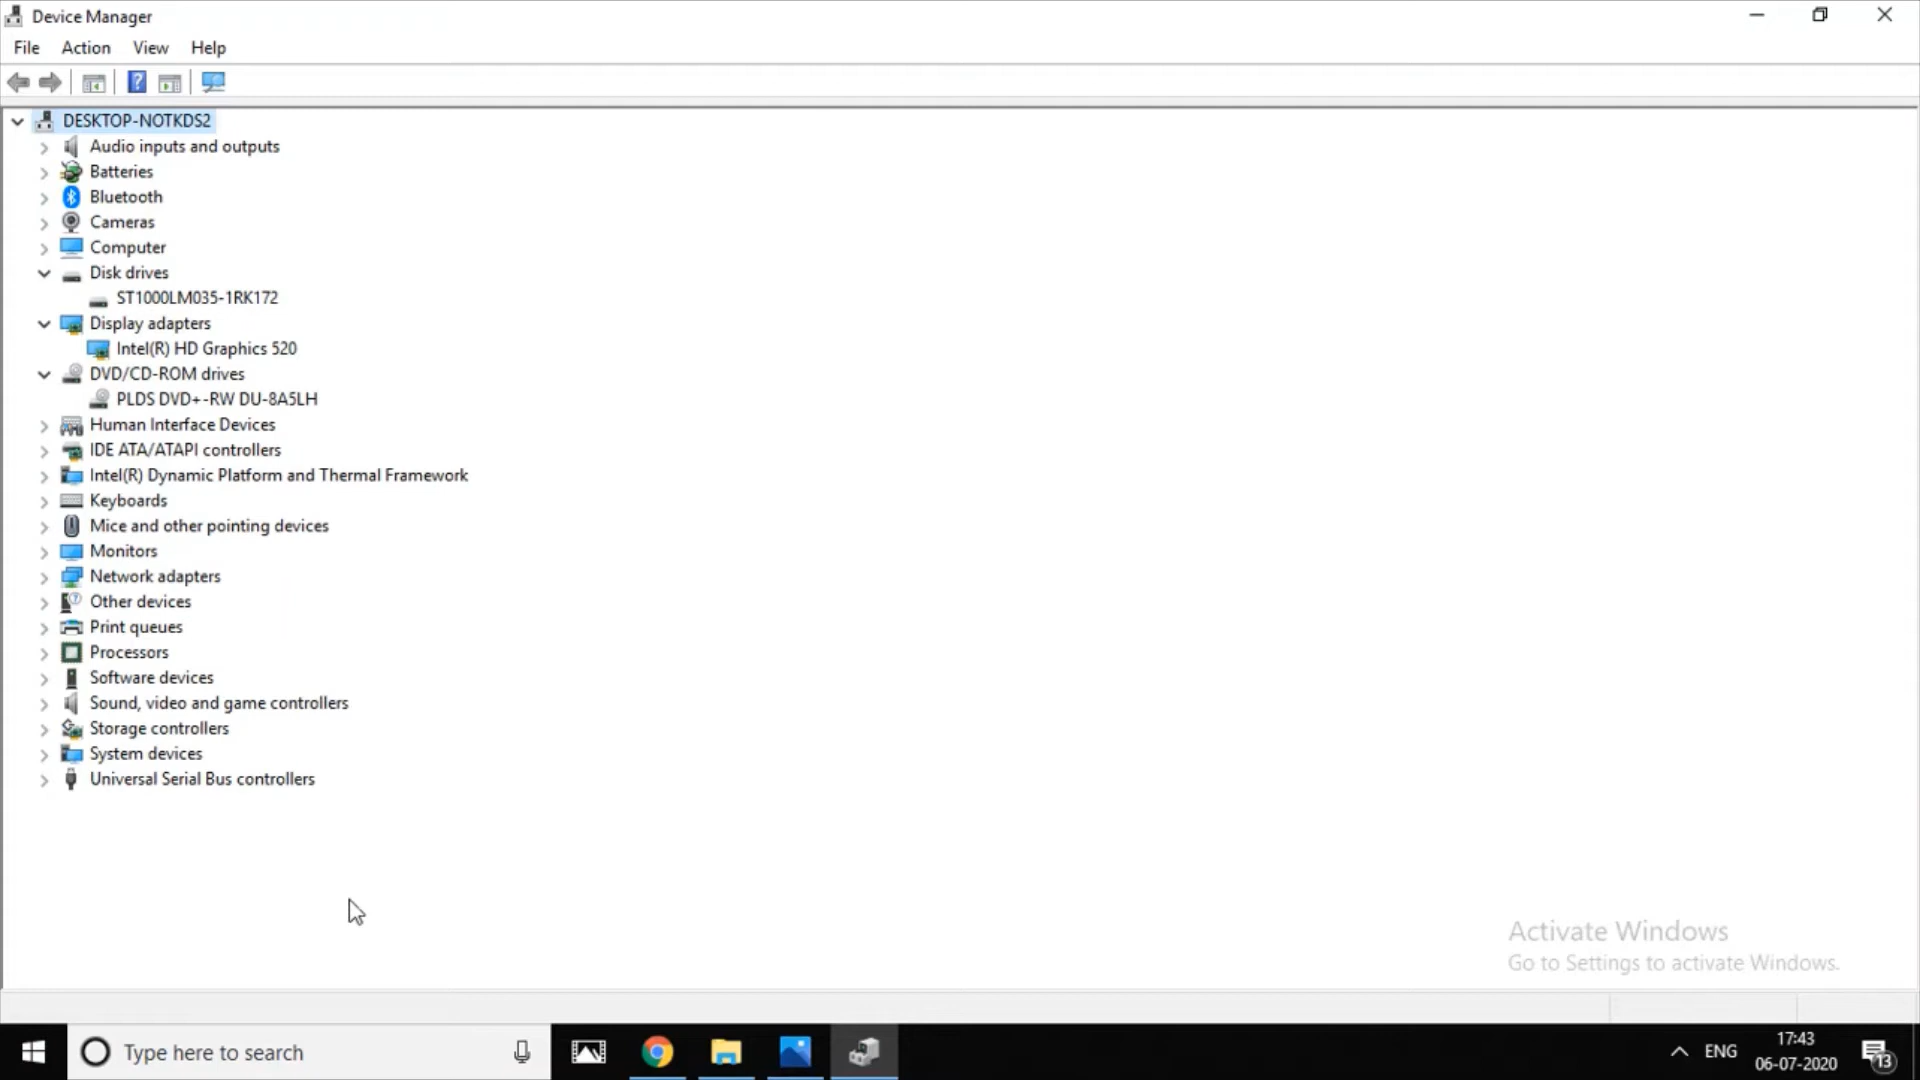 Device Manager
File Action View Help
DESKTOP-NOTKDS2
Audio inputs and outputs
Batteries
Bluetooth
Cameras
Computer
Disk drives
ST1000LM035-1RK172
Display adapters
Intel(R) HD Graphics 520
DVD/CD-ROM drives
PLDS DVD+-RW DU-8A5LH
Human Interface Devices
IDE ATA/ATAPI controllers
Intel(R) Dynamic Platform and Thermal Framework
Keyboards
Mice and other pointing devices
Monitors
Network adapters
Other devices
Print queues
Processors
Software devices
Sound, video and game controllers
Storage controllers
System devices
Universal Serial Bus controllers
Activate Windows
Go to Settings to activate Windows.
Type here to search
ENG
17:43
06-07-2020
13